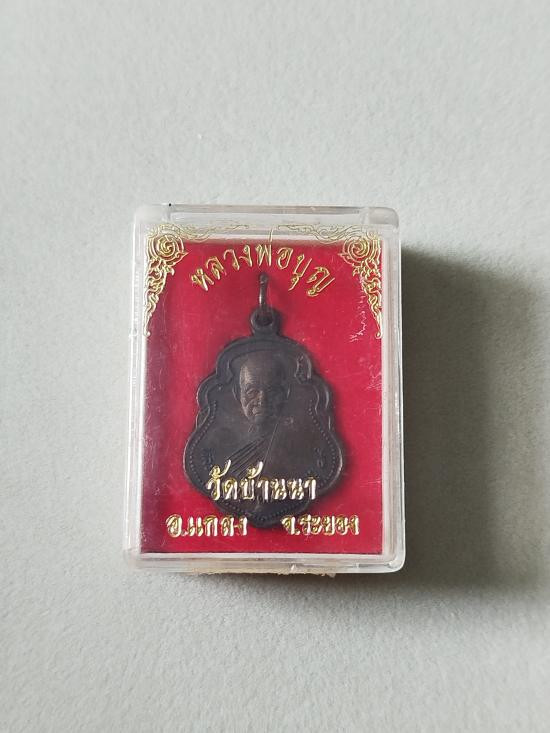 หลวงพ่อบุญ
วัดบ้านนา
อ.แกลง จ.ระยอง